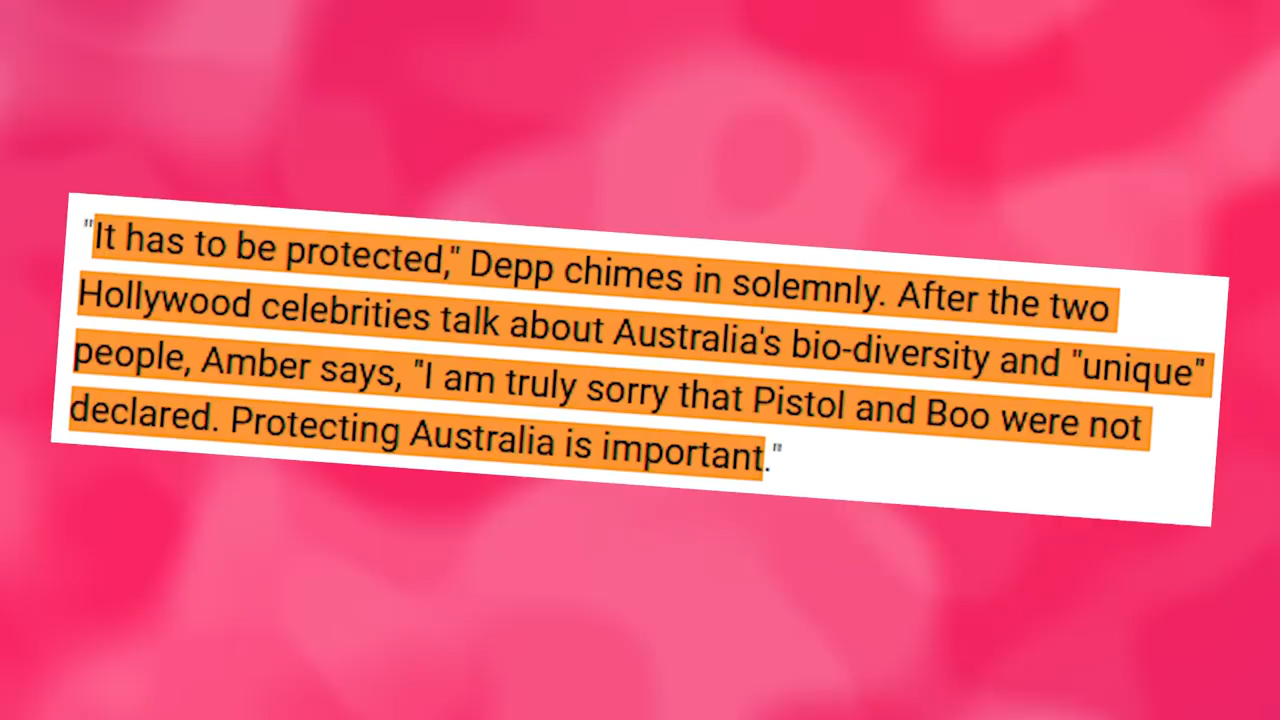 "It has to be protected," Depp chimes in solemnly. After the two
Hollywood celebrities talk about Australia's bio-diversity and "unique"
people, Amber says, "I am truly sorry that Pistol and Boo were not
declared. Protecting Australia is important."